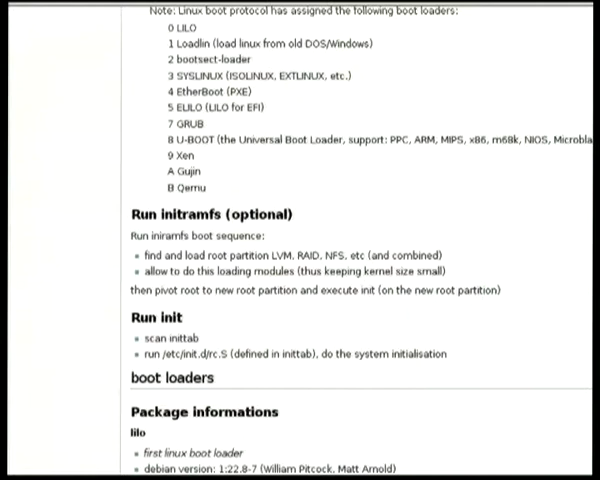 Note: Linux boot protocol has assigned the following boot loaders:
0 LILO
1 Loadlin (load linux from old DOS/Windows)
2 bootsect-loader
3 SYSLINUX (ISOLINUX, EXTLINUX, etc.)
4 EtherBoot (PXE)
5 ELILO (LILO for EFI)
7 GRUB
8 U-BOOT (the Universal Boot Loader, support: PPC, ARM, MIPS, x86, m68k, NIOS, Microbla
9 Xen
A Gujin
B Qemu
Run initramfs (optional)
Run iniramfs boot sequence:
find and load root partition LVM, RAID, NFS, etc (and combined)
allow to do this loading modules (thus keeping kernel size small)
then pivot root to new root partition and execute init (on the new root partition)
Run init
scan inittab
run /etc/init.d/rc.S (defined in inittab), do the system initialisation
boot loaders
Package informations
lilo
first linux boot loader
debian version: 1:22.8-7 (William Pitcock, Matt Arnold)